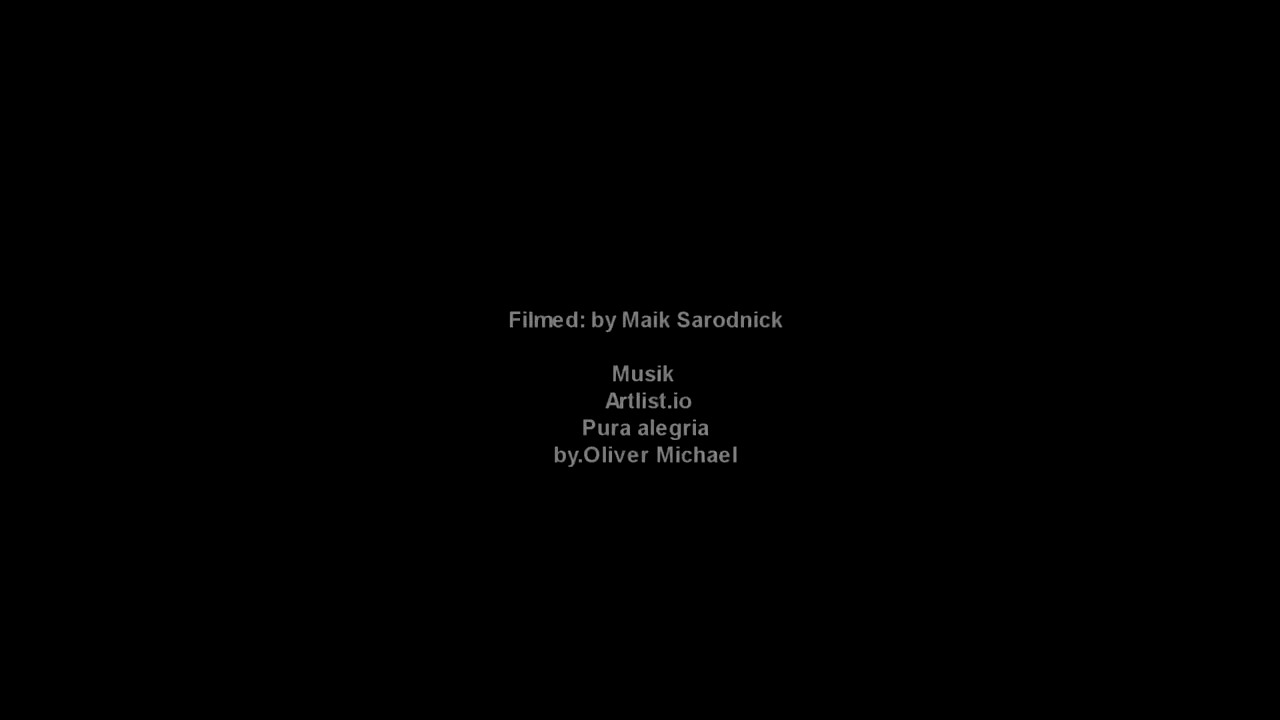 Filmed: by Maik Sarodnick
Musik
Artlist.io
Pura alegria
by.Oliver Michael